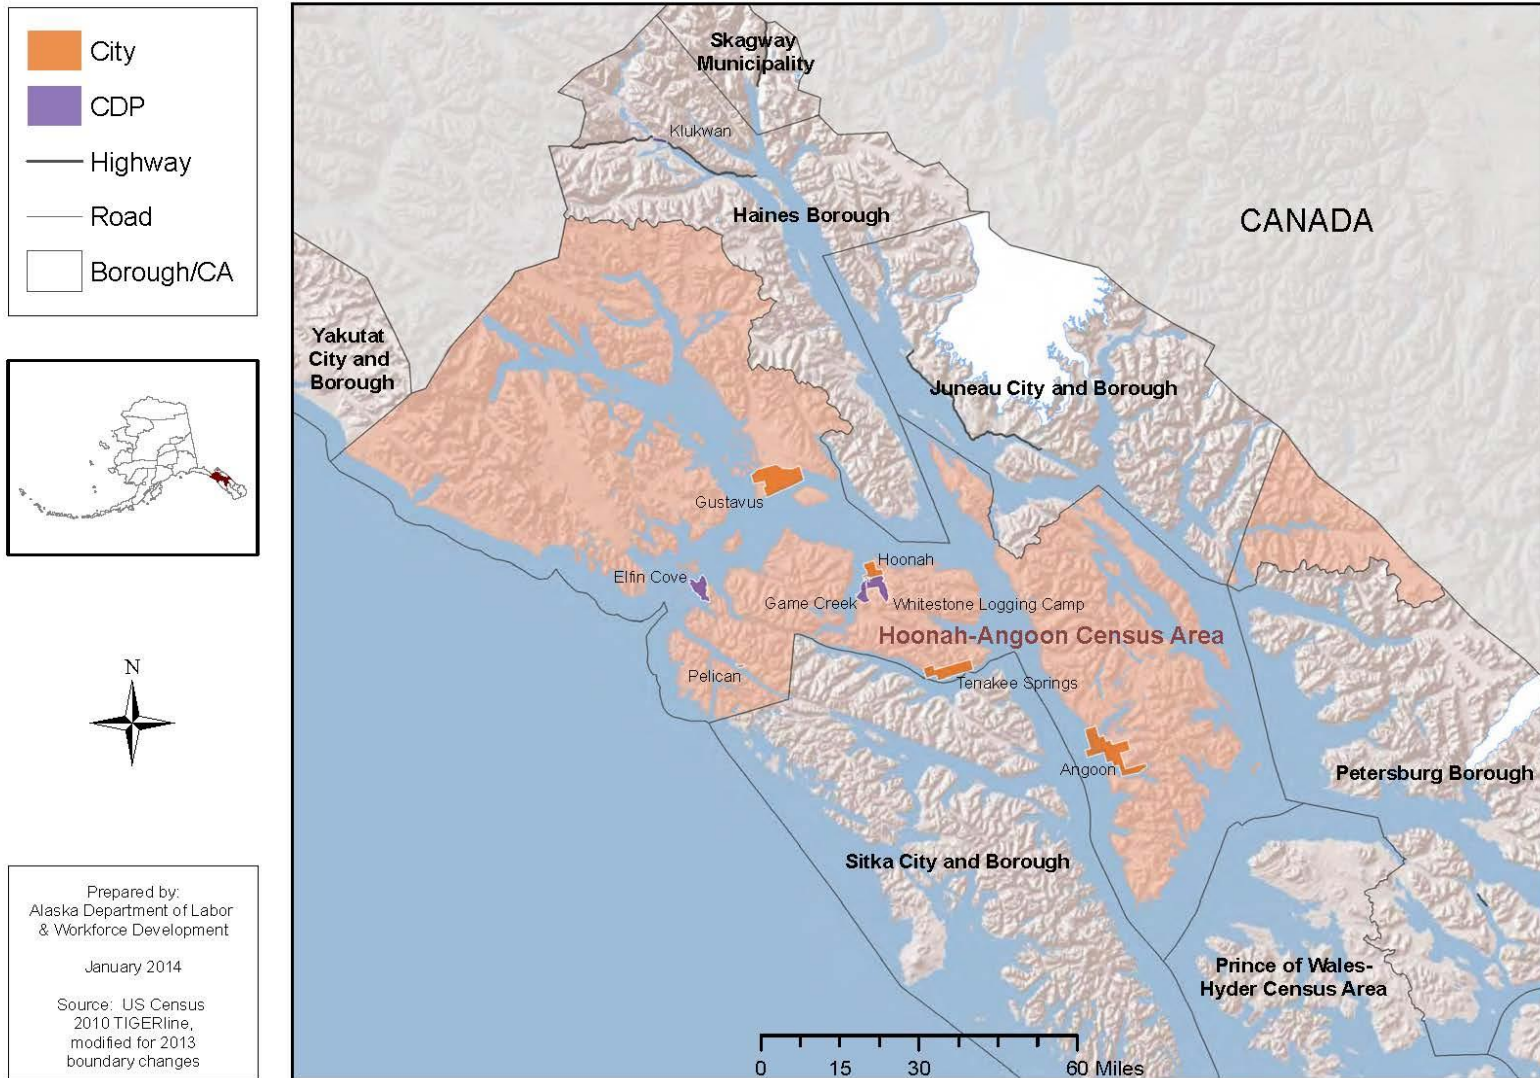 City
CDP
Highway
Road
Borough/CA
N
Prepared by:
Alaska Department of Labor
& Workforce Development
January 2014
Source: US Census
2010 TIGERline,
modified for 2013
boundary changes
Skagway
Municipality
Klukwan
Haines Borough
CANADA
Yakutat
City and
Borough
Juneau City and Borough
Gustavus
Hoonah
Elfin Cove
Game Creek
Whitestone Logging Camp
Hoonah-Angoon Census Area
Pelican
Tenakee Springs
Angoon
Petersburg Borough
Sitka City and Borough
Prince of Wales-
Hyder Census Area
0 15 30 60 Miles